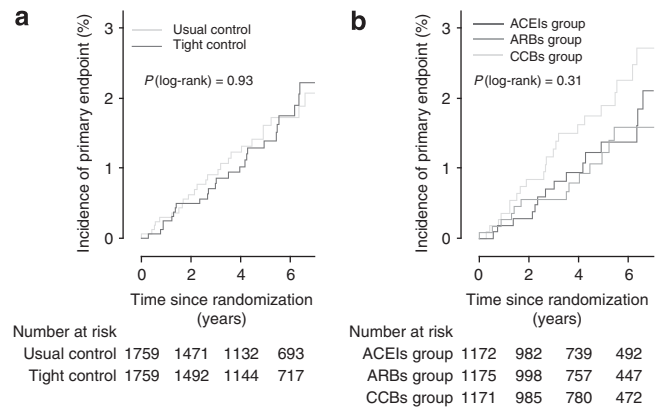 a
Incidence of primary endpoint (%)
3
2
1
0
Usual control
Tight control
P(log-rank) = 0.93
0 2 4 6
Time since randomization
(years)
Number at risk
Usual control 1759 1471 1132 693
Tight control 1759 1492 1144 717
b
Incidence of primary endpoint (%)
3
2
1
0
ACEIs group
ARBs group
CCBs group
P(log-rank) = 0.31
0 2 4 6
Time since randomization
(years)
Number at risk
ACEIs group 1172 982 739 492
ARBs group 1175 998 757 447
CCBs group 1171 985 780 472